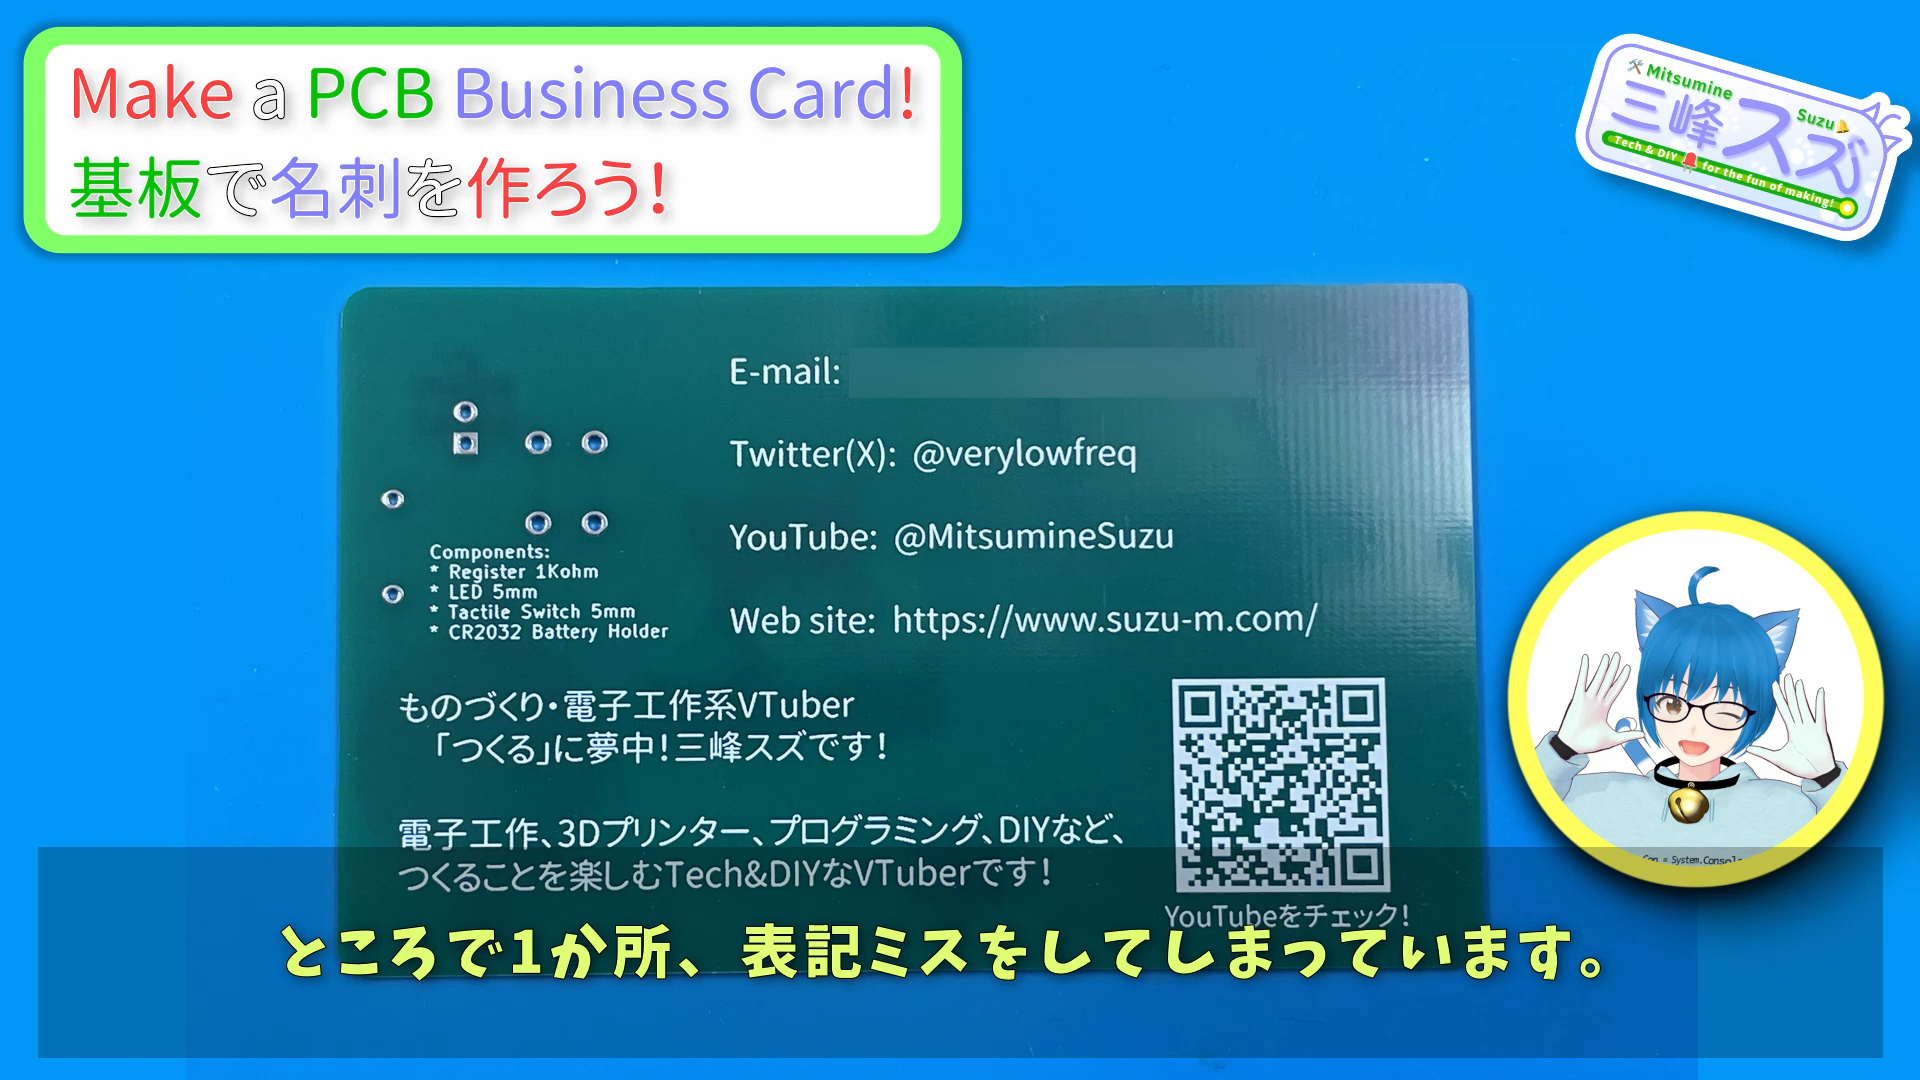 Make a PCB Business Card!
基板で名刺を作ろう!
Mitsumine Suzu
三峰スズ
Tech & DIY for the fun of making!
E-mail:
Twitter(X): @verylowfreq
YouTube: @MitsumineSuzu
Web site: https://www.suzu-m.com/
Components:
* Register 1Kohm
* LED 5mm
* Tactile Switch 5mm
* CR2032 Battery Holder
ものづくり・電子工作系VTuber
「つくる」に夢中!三峰スズです!
電子工作、3Dプリンター、プログラミング、DIYなど、
つくることを楽しむTech&DIYなVTuberです!
YouTubeをチェック!
= System.Console
ところで1か所、表記ミスをしてしまっています。